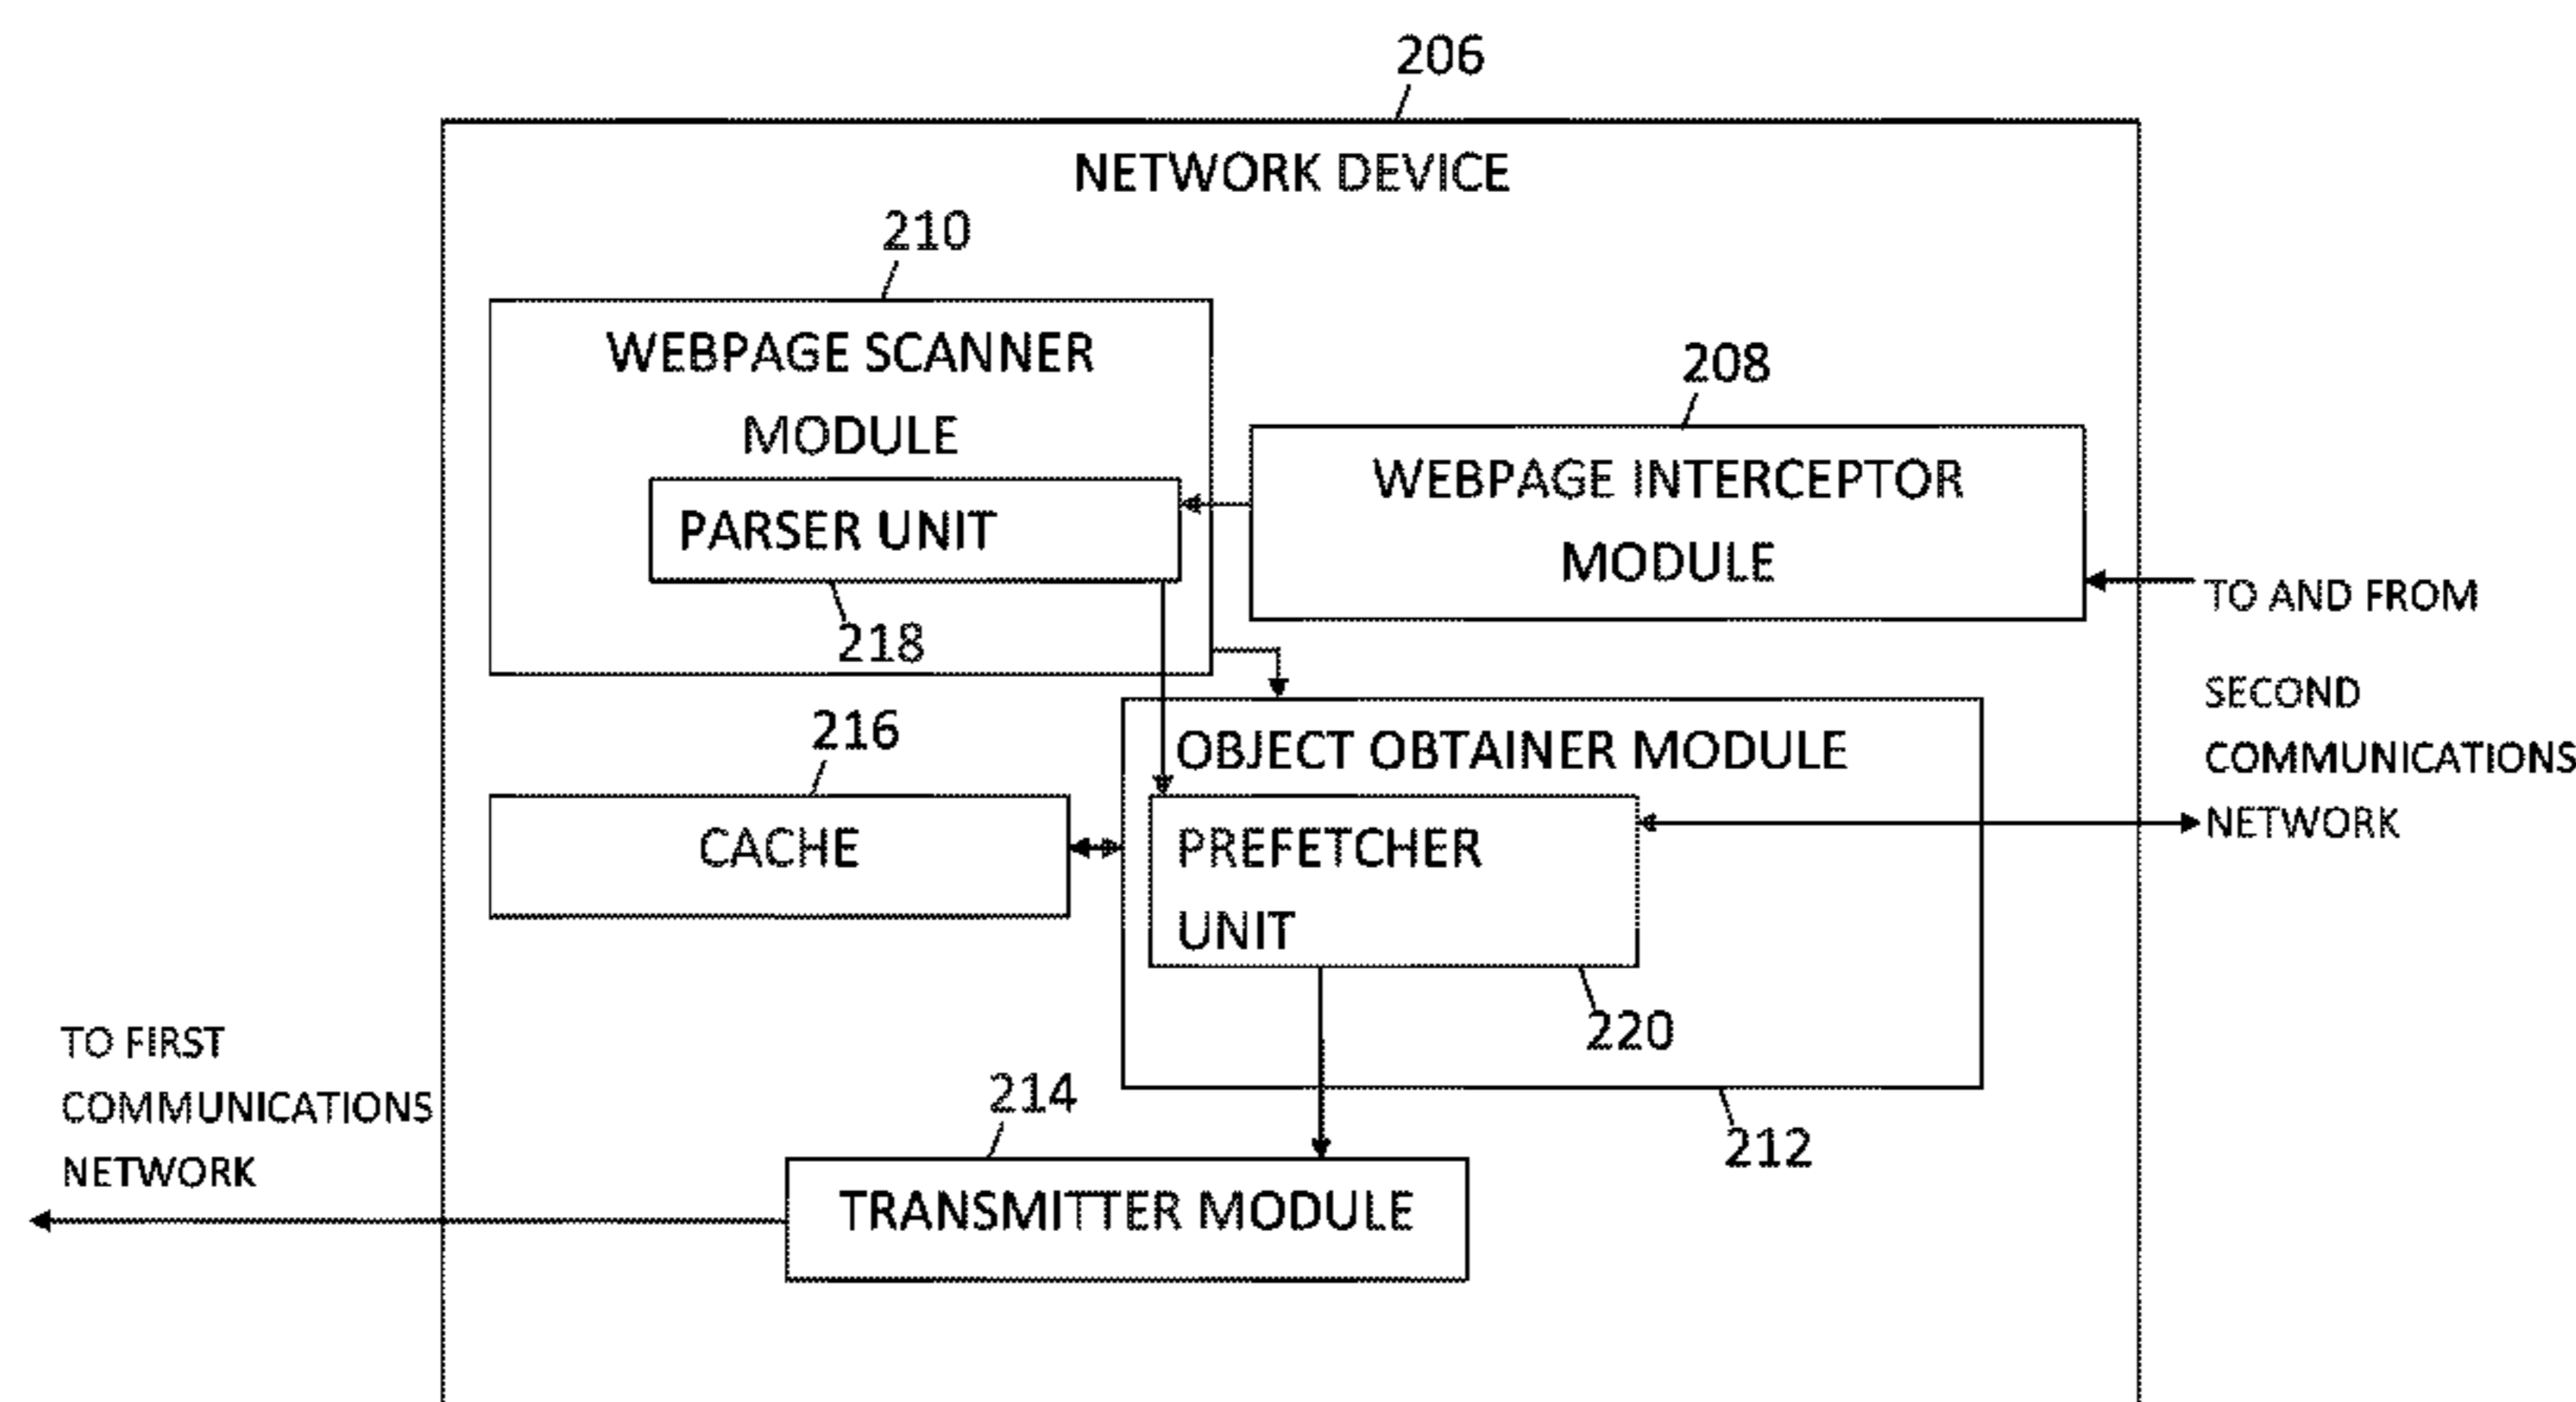 206
NETWORK DEVICE
210
WEBPAGE SCANNER
MODULE
208
WEBPAGE INTERCEPTOR
MODULE
PARSER UNIT
218
TO AND FROM
SECOND
COMMUNICATIONS
NETWORK
216
CACHE
OBJECT OBTAINER MODULE
PREFETCHER
UNIT
220
212
TO FIRST
COMMUNICATIONS
NETWORK
214
TRANSMITTER MODULE